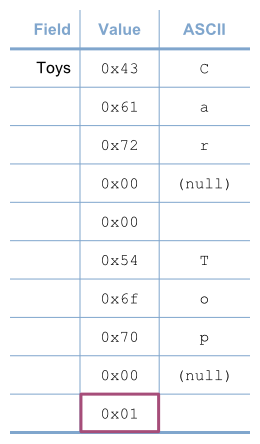 Field Value ASCII
Toys 0x43 C
0x61 a
0x72 r
0x00 (null)
0x00
0x54 T
0x6f o
0x70 p
0x00 (null)
0x01